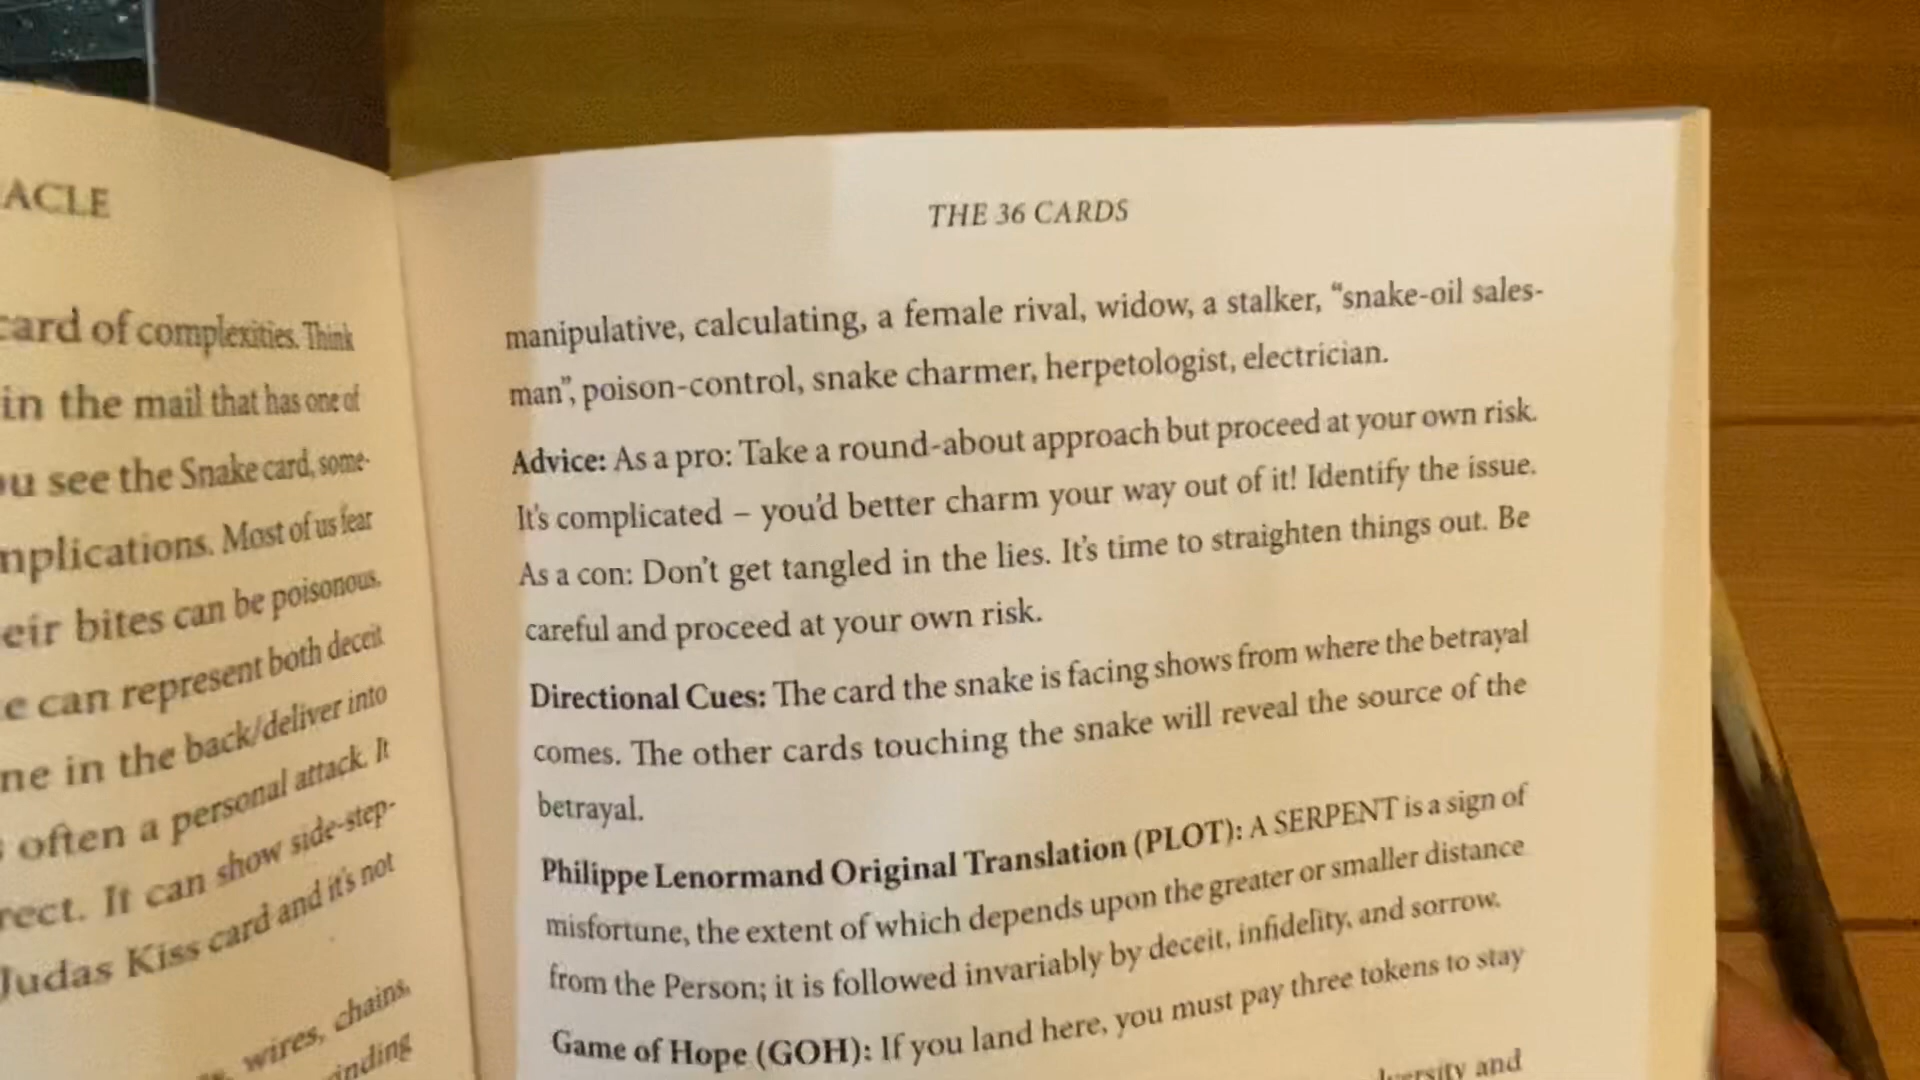 ACLE
card of complexities. Think
in the mail that has one of
see the Snake card, some-
Most of us fear
bites can be poisonous.
can represent both deceit
in the back/deliver into
often a personal attack. It
It can show side-step-
Judas Kiss card and it's not
wires, chains,
THE 36 CARDS
manipulative, calculating, a female rival, widow, a stalker, “snake-oil sales-
man”, poison-control, snake charmer, herpetologist, electrician.
Advice: As a pro: Take a round-about approach but proceed at your own risk.
It's complicated – you'd better charm your way out of it! Identify the issue.
As a con: Don't get tangled in the lies. It's time to straighten things out. Be
careful and proceed at your own risk.
Directional Cues: The card the snake is facing shows from where the betrayal
comes. The other cards touching the snake will reveal the source of the
betrayal.
Philippe Lenormand Original Translation (PLOT): A SERPENT is a sign of
misfortune, the extent of which depends upon the greater or smaller distance
from the Person; it is followed invariably by deceit, infidelity, and sorrow.
Game of Hope (GOH): If you land here, you must pay three tokens to stay
and